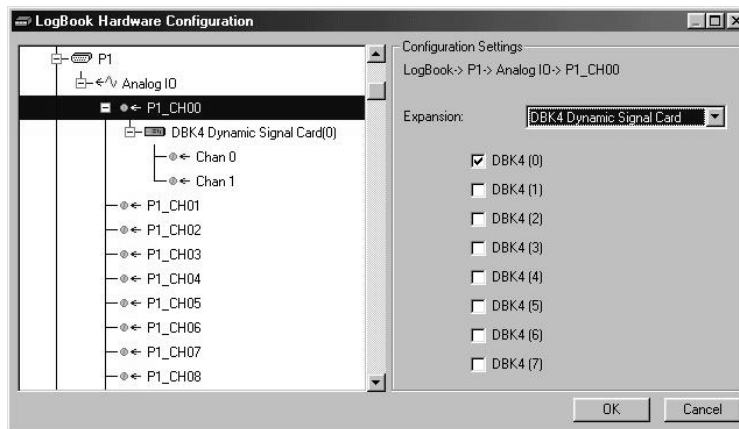 LogBook Hardware Configuration
P1
Analog IO
P1_CH00
DBK4 Dynamic Signal Card(0)
Chan 0
Chan 1
P1_CH01
P1_CH02
P1_CH03
P1_CH04
P1_CH05
P1_CH06
P1_CH07
P1_CH08
Configuration Settings
LogBook-> P1-> Analog IO-> P1_CH00
Expansion:
DBK4 Dynamic Signal Card
DBK4 (0)
DBK4 (1)
DBK4 (2)
DBK4 (3)
DBK4 (4)
DBK4 (5)
DBK4 (6)
DBK4 (7)
OK
Cancel